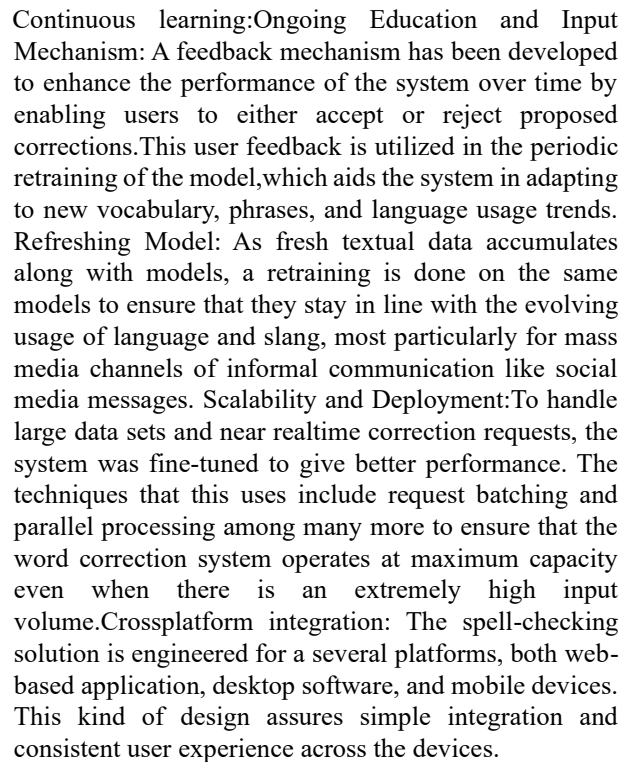 Continuous learning:Ongoing Education and Input
Mechanism: A feedback mechanism has been developed
to enhance the performance of the system over time by
enabling users to either accept or reject proposed
corrections.This user feedback is utilized in the periodic
retraining of the model,which aids the system in adapting
to new vocabulary, phrases, and language usage trends.
Refreshing Model: As fresh textual data accumulates
along with models, a retraining is done on the same
models to ensure that they stay in line with the evolving
usage of language and slang, most particularly for mass
media channels of informal communication like social
media messages. Scalability and Deployment:To handle
large data sets and near realtime correction requests, the
system was fine-tuned to give better performance. The
techniques that this uses include request batching and
parallel processing among many more to ensure that the
word correction system operates at maximum capacity
even when there is an extremely high input
volume.Crossplatform integration: The spell-checking
solution is engineered for a several platforms, both web-
based application, desktop software, and mobile devices.
This kind of design assures simple integration and
consistent user experience across the devices.